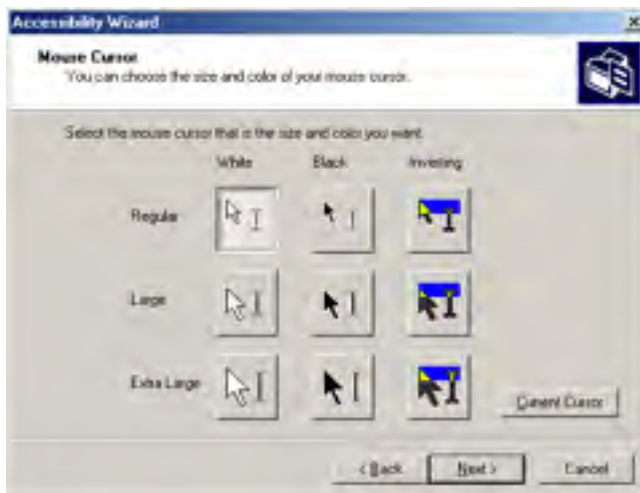 Accessibility Wizard
Mouse Cursor
You can choose the size and color of your mouse cursor.
Select the mouse cursor that is the size and color you want.
White Black Inverting
Regular
Large
Extra Large
Current Cursor
< Back Next > Cancel